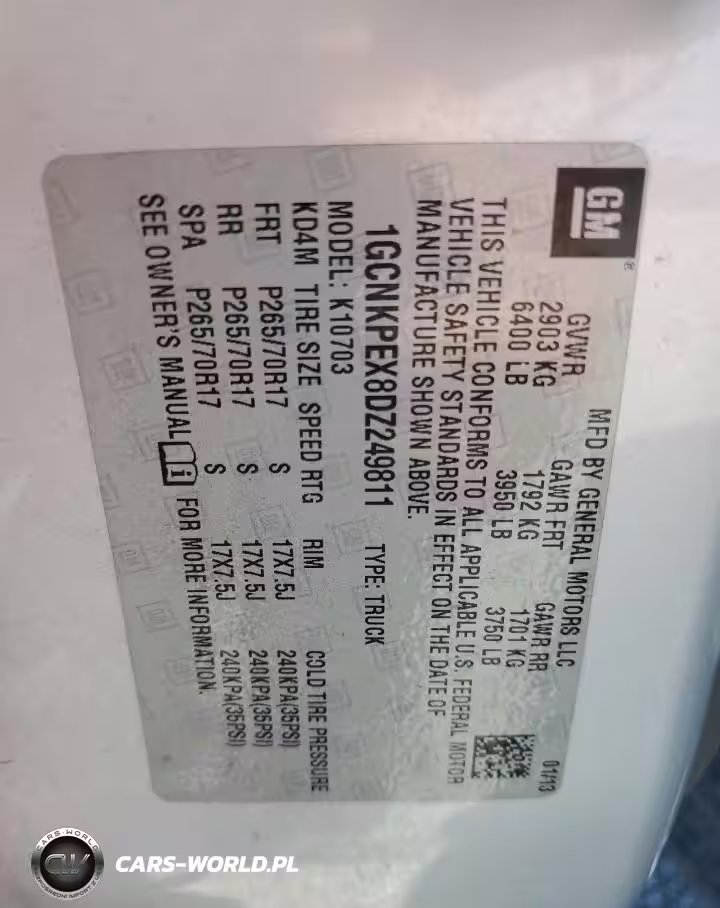 GM
®
MFD BY GENERAL MOTORS LLC
01/13
GVWR GAWR FRT GAWR RR
2903 KG 1792 KG 1701 KG
6400 LB 3950 LB 3750 LB
THIS VEHICLE CONFORMS TO ALL APPLICABLE U.S. FEDERAL MOTOR
VEHICLE SAFETY STANDARDS IN EFFECT ON THE DATE OF
MANUFACTURE SHOWN ABOVE.
1GCNKPEX8DZ249811 TYPE: TRUCK
MODEL: K10703
KD4M TIRE SIZE SPEED RTG RIM COLD TIRE PRESSURE
FRT P265/70R17 S 17X7.5J 240KPA(35PSI)
RR P265/70R17 S 17X7.5J 240KPA(35PSI)
SPA P265/70R17 S 17X7.5J 240KPA(35PSI)
SEE OWNER'S MANUAL i FOR MORE INFORMATION.
CARS-WORLD
CW
CARS-WORLD.PL